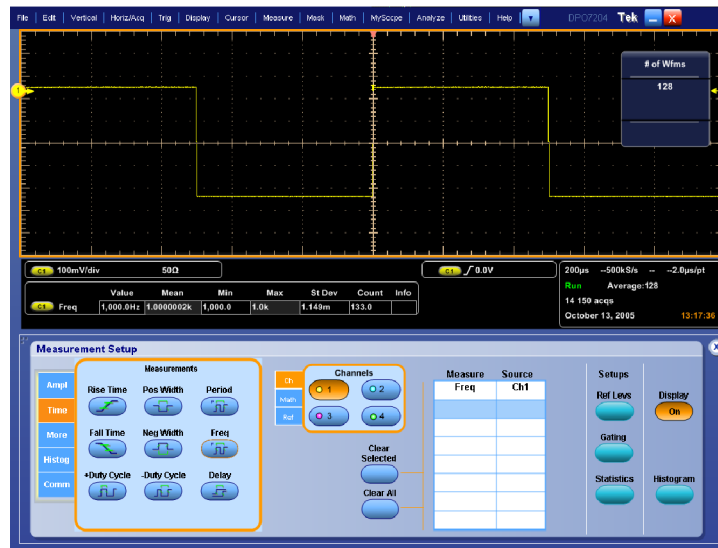 File Edit Vertical Horiz/Acq Trig Display Cursor Measure Mask Math MyScope Analyze Utilities Help DPO7204 Tek X
# of Wfms
128
1
C1 100mV/div 50Ω
C1 0.0V
200µs --500kS/s -- --2.0µs/pt
Run Average:128
14 150 acqs
October 13, 2005 13:17:36
Value Mean Min Max St Dev Count Info
C1 Freq 1,000.0Hz 1.0000002k 1,000.0 1.0k 1.149m 133.0
Measurement Setup X
Ampl
Time
More
Histog
Comm
Measurements
Rise Time Pos Width Period
Fall Time Neg Width Freq
+Duty Cycle -Duty Cycle Delay
Ch
Math
Ref
Channels
1 2
3 4
Clear Selected
Clear All
Measure Source
Freq Ch1
Setups
Ref Levs
Gating
Statistics
Display
On
Histogram